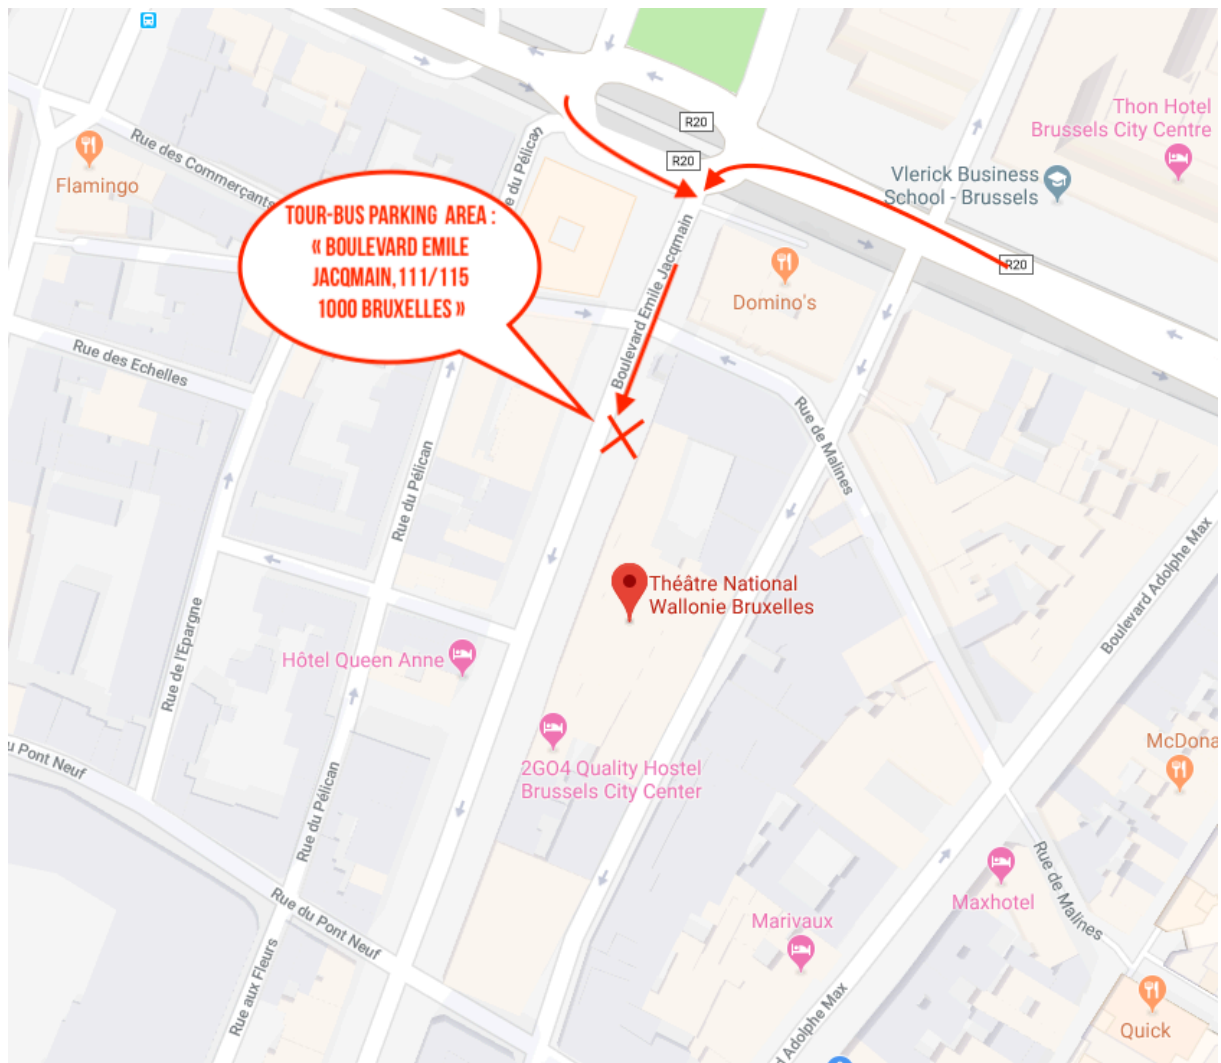 R20
Thon Hotel
Brussels City Centre
Rue des Commerçants
e du Pélican
R20
Vlerick Business
School - Brussels
Flamingo
TOUR-BUS PARKING AREA :
« BOULEVARD EMILE
JACQMAIN, 111/115
1000 BRUXELLES »
Boulevard Emile Jacqmain
R20
Domino's
Rue des Echelles
Rue de Malines
Rue du Pélican
Boulevard Adolphe Max
Théâtre National
Wallonie Bruxelles
Rue de l'Epargne
Hôtel Queen Anne
u Pont Neuf
McDona
2GO4 Quality Hostel
Brussels City Center
Rue du Pélican
Rue de Malines
Maxhotel
Rue du Pont Neuf
Marivaux
Rue aux Fleurs
d Adolphe Max
Quick